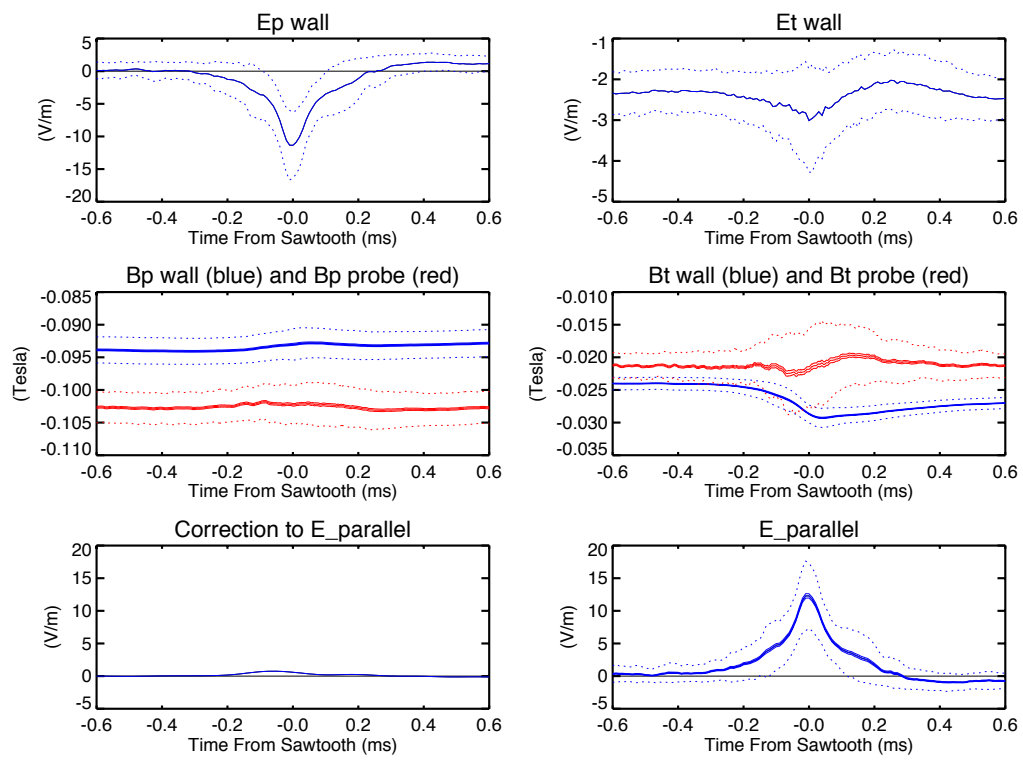 Ep wall
5
0
-5
-10
-15
-20
(V/m)
-0.6 -0.4 -0.2 -0.0 0.2 0.4 0.6
Time From Sawtooth (ms)
Et wall
-1
-2
-3
-4
-5
(V/m)
-0.6 -0.4 -0.2 -0.0 0.2 0.4 0.6
Time From Sawtooth (ms)
Bp wall (blue) and Bp probe (red)
-0.085
-0.090
-0.095
-0.100
-0.105
-0.110
(Tesla)
-0.6 -0.4 -0.2 -0.0 0.2 0.4 0.6
Time From Sawtooth (ms)
Bt wall (blue) and Bt probe (red)
-0.010
-0.015
-0.020
-0.025
-0.030
-0.035
(Tesla)
-0.6 -0.4 -0.2 -0.0 0.2 0.4 0.6
Time From Sawtooth (ms)
Correction to E_parallel
20
15
10
5
0
-5
(V/m)
-0.6 -0.4 -0.2 -0.0 0.2 0.4 0.6
Time From Sawtooth (ms)
E_parallel
20
15
10
5
0
-5
(V/m)
-0.6 -0.4 -0.2 -0.0 0.2 0.4 0.6
Time From Sawtooth (ms)